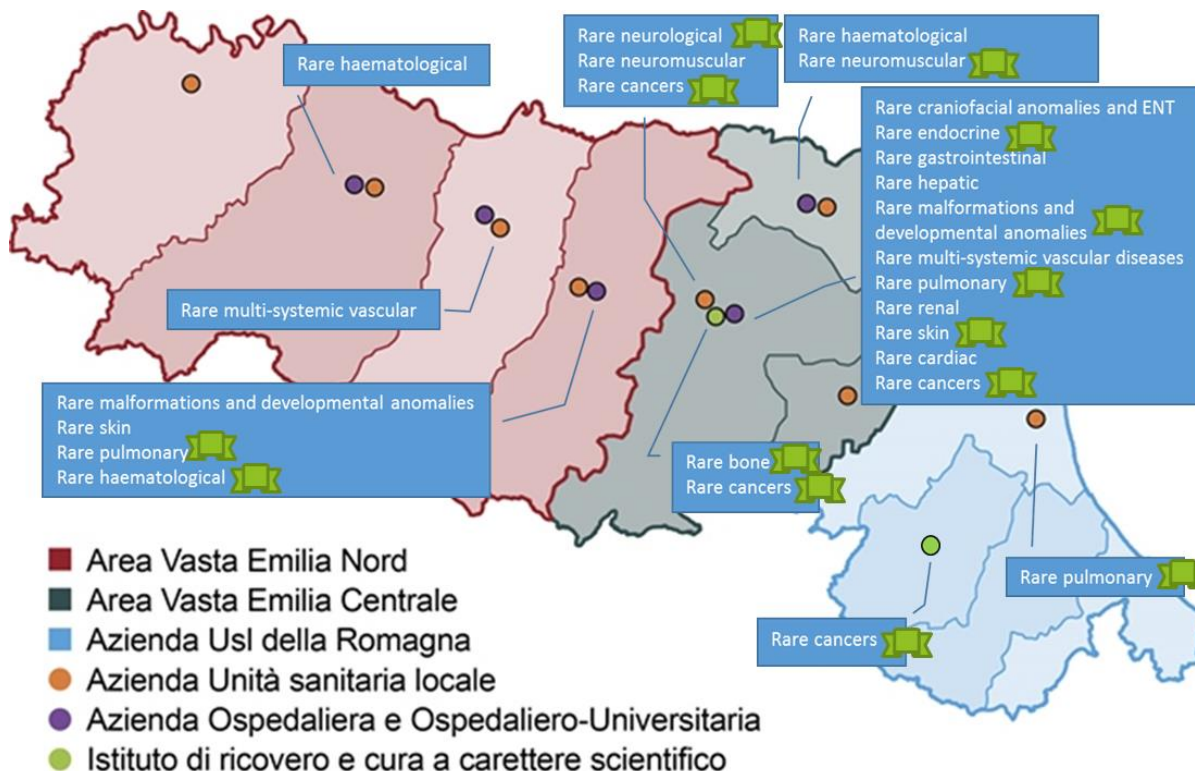 Rare haematological
Rare neurological
Rare neuromuscular
Rare cancers
Rare haematological
Rare neuromuscular
Rare craniofacial anomalies and ENT
Rare endocrine
Rare gastrointestinal
Rare hepatic
Rare malformations and
developmental anomalies
Rare multi-systemic vascular diseases
Rare pulmonary
Rare renal
Rare skin
Rare cardiac
Rare cancers
Rare multi-systemic vascular
Rare malformations and developmental anomalies
Rare skin
Rare pulmonary
Rare haematological
Rare bone
Rare cancers
Rare pulmonary
Rare cancers
Area Vasta Emilia Nord
Area Vasta Emilia Centrale
Azienda Usl della Romagna
Azienda Unità sanitaria locale
Azienda Ospedaliera e Ospedaliero-Universitaria
Istituto di ricovero e cura a carettere scientifico